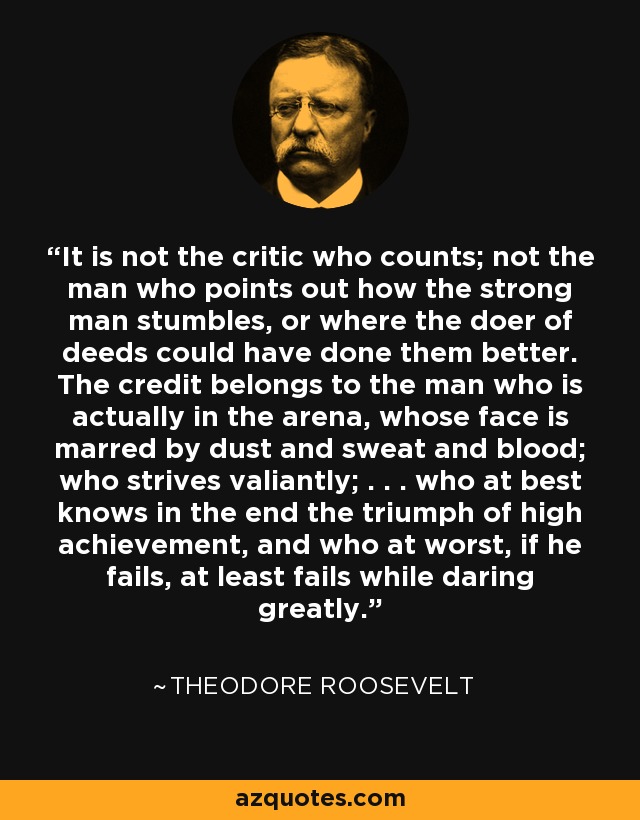 “It is not the critic who counts; not the
man who points out how the strong
man stumbles, or where the doer of
deeds could have done them better.
The credit belongs to the man who is
actually in the arena, whose face is
marred by dust and sweat and blood;
who strives valiantly; . . . who at best
knows in the end the triumph of high
achievement, and who at worst, if he
fails, at least fails while daring
greatly.”
~ THEODORE ROOSEVELT
azquotes.com